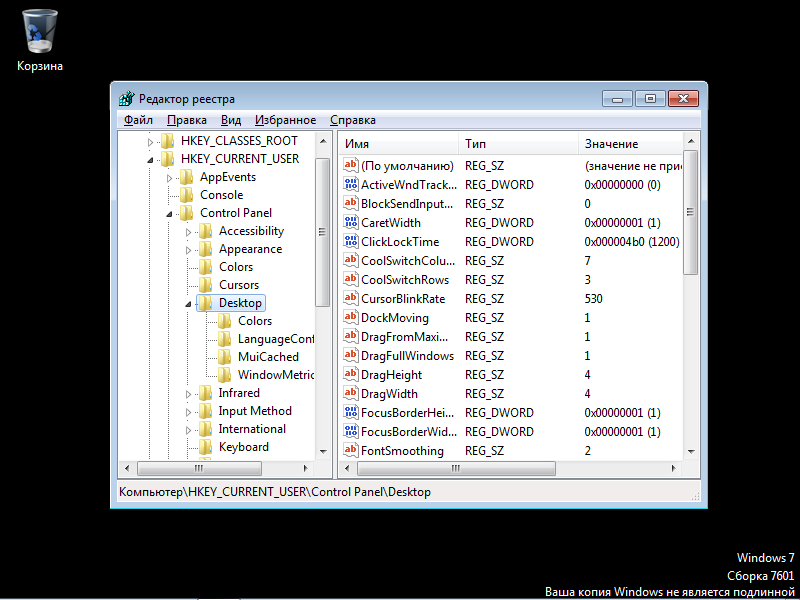 Корзина
Редактор реестра
Файл Правка Вид Избранное Справка
HKEY_CLASSES_ROOT
HKEY_CURRENT_USER
AppEvents
Console
Control Panel
Accessibility
Appearance
Colors
Cursors
Desktop
Colors
LanguageConf
MuiCached
WindowMetric
Infrared
Input Method
International
Keyboard
Имя Тип Значение
(По умолчанию) REG_SZ (значение не прис
ActiveWndTrack... REG_DWORD 0x00000000 (0)
BlockSendInput... REG_SZ 0
CaretWidth REG_DWORD 0x00000001 (1)
ClickLockTime REG_DWORD 0x000004b0 (1200)
CoolSwitchColu... REG_SZ 7
CoolSwitchRows REG_SZ 3
CursorBlinkRate REG_SZ 530
DockMoving REG_SZ 1
DragFromMaxi... REG_SZ 1
DragFullWindows REG_SZ 1
DragHeight REG_SZ 4
DragWidth REG_SZ 4
FocusBorderHei... REG_DWORD 0x00000001 (1)
FocusBorderWid... REG_DWORD 0x00000001 (1)
FontSmoothing REG_SZ 2
Компьютер\HKEY_CURRENT_USER\Control Panel\Desktop
Windows 7
Сборка 7601
Ваша копия Windows не является подлинной